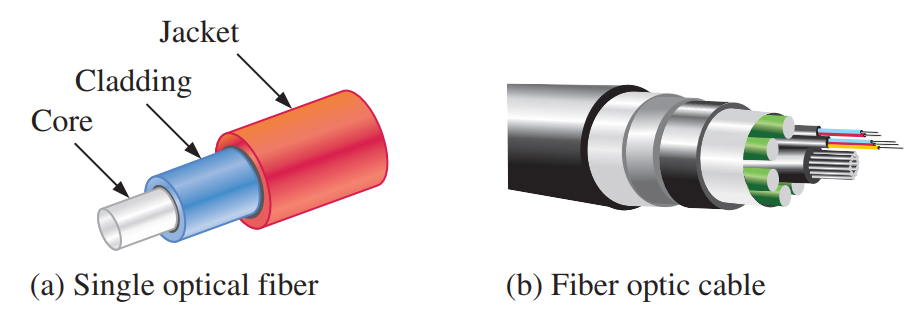 Jacket
Cladding
Core
(a) Single optical fiber
(b) Fiber optic cable